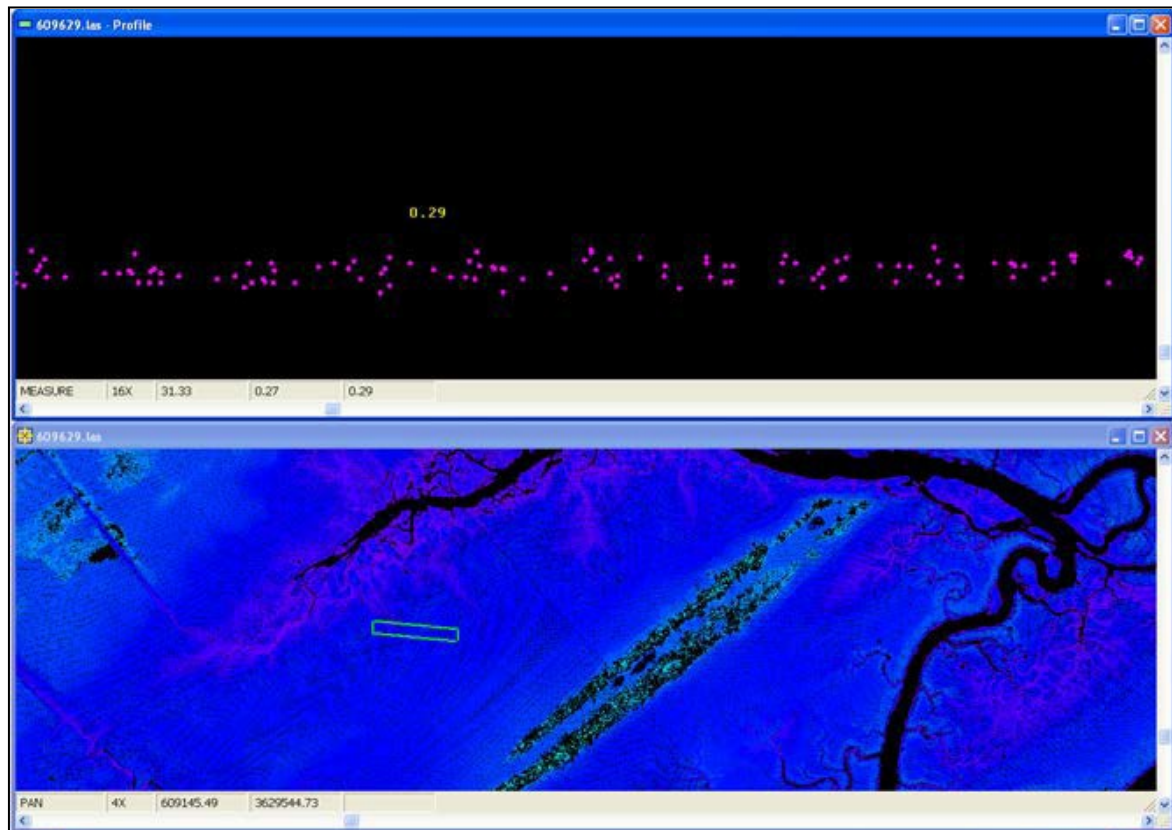 609629.las - Profile
0.29
MEASURE 16X 31.33 0.27 0.29
609629.las
PAN 4X 609145.49 3629544.73